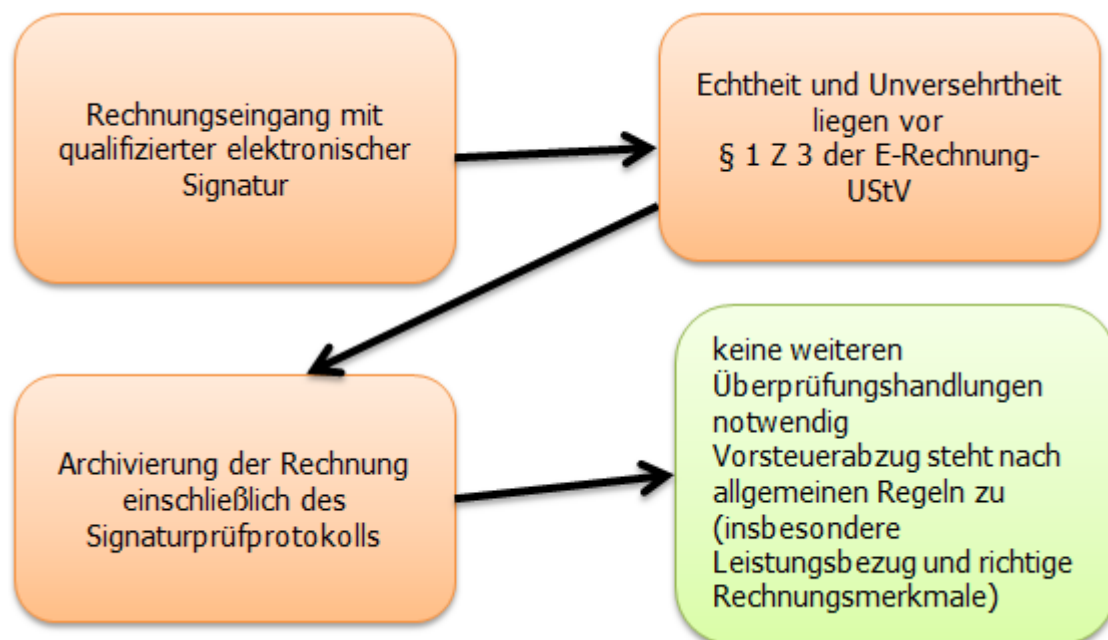 Rechnungseingang mit
qualifizierter elektronischer
Signatur
Echtheit und Unversehrtheit
liegen vor
§ 1 Z 3 der E-Rechnung-
UStV
Archivierung der Rechnung
einschließlich des
Signaturprüfprotokolls
keine weiteren
Überprüfungshandlungen
notwendig
Vorsteuerabzug steht nach
allgemeinen Regeln zu
(insbesondere
Leistungsbezug und richtige
Rechnungsmerkmale)